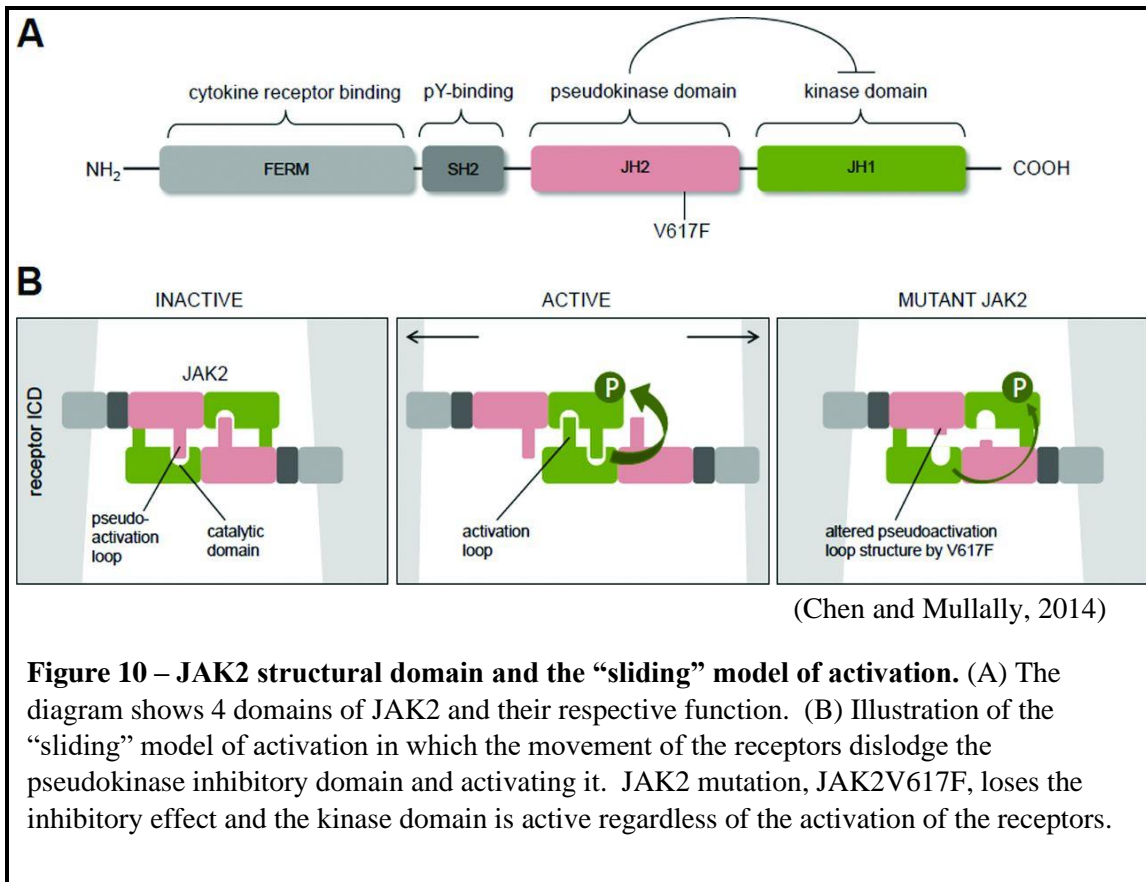 A
cytokine receptor binding
pY-binding
pseudokinase domain
kinase domain
NH2
FERM
SH2
JH2
JH1
COOH
V617F
B
INACTIVE
ACTIVE
MUTANT JAK2
receptor ICD
JAK2
P
P
pseudo-
activation
loop
catalytic
domain
activation
loop
altered pseudoactivation
loop structure by V617F
(Chen and Mullally, 2014)
Figure 10 – JAK2 structural domain and the “sliding” model of activation. (A) The
diagram shows 4 domains of JAK2 and their respective function. (B) Illustration of the
“sliding” model of activation in which the movement of the receptors dislodge the
pseudokinase inhibitory domain and activating it. JAK2 mutation, JAK2V617F, loses the
inhibitory effect and the kinase domain is active regardless of the activation of the receptors.